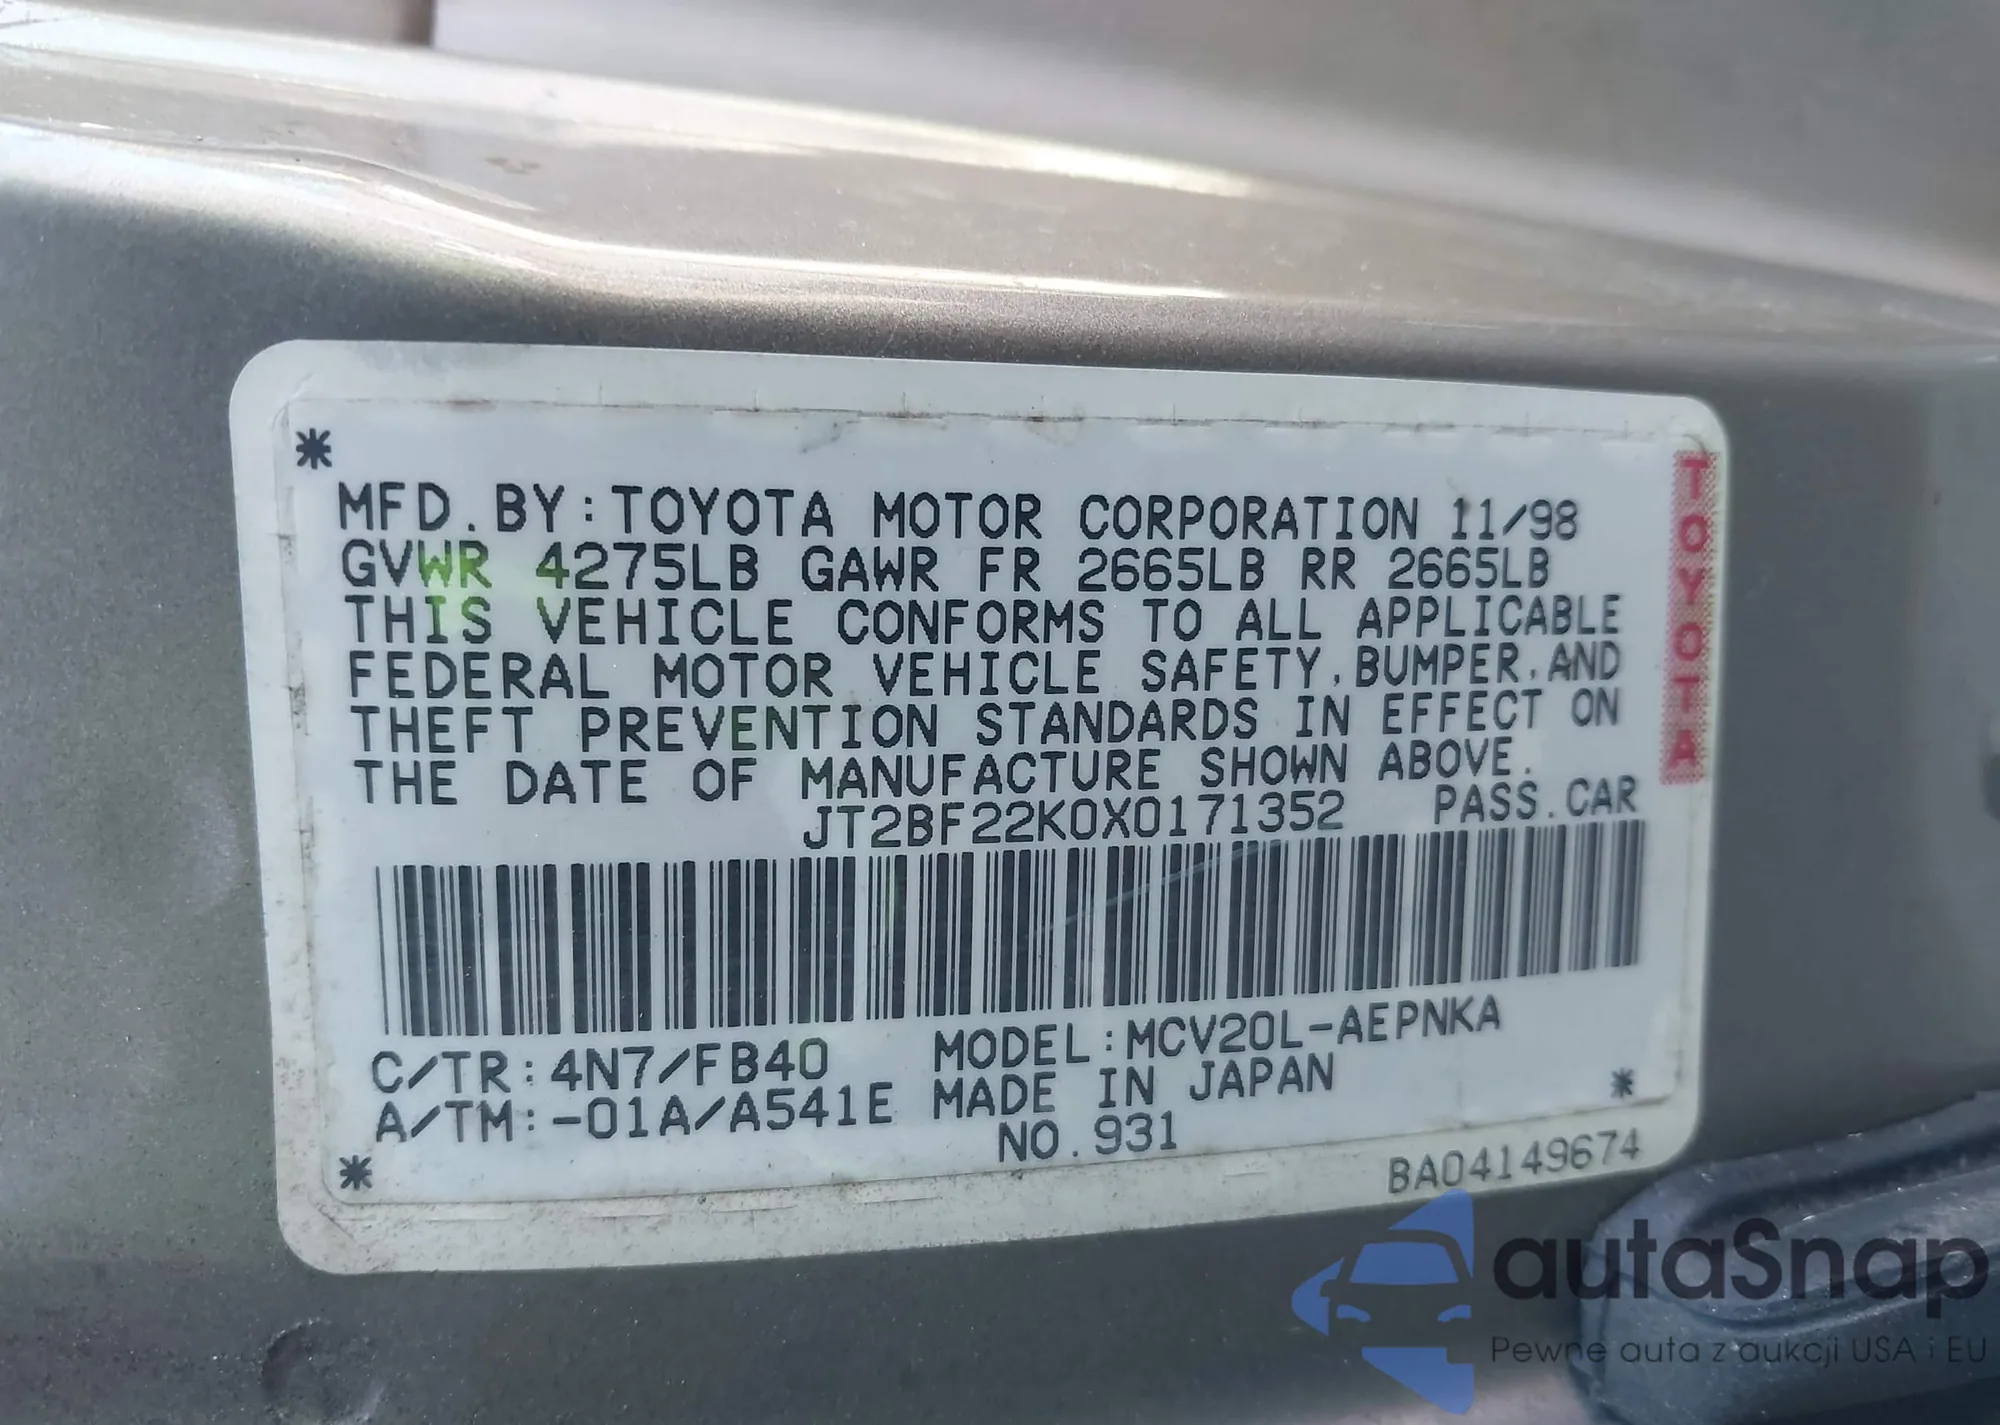 *
MFD. BY: TOYOTA MOTOR CORPORATION 11/98
GVWR 4275LB GAWR FR 2665LB RR 2665LB
THIS VEHICLE CONFORMS TO ALL APPLICABLE
FEDERAL MOTOR VEHICLE SAFETY, BUMPER, AND
THEFT PREVENTION STANDARDS IN EFFECT ON
THE DATE OF MANUFACTURE SHOWN ABOVE.
JT2BF22K0X0171352 PASS. CAR
C/TR: 4N7/FB40 MODEL: MCV20L-AEPNKA
A/TM: -01A/A541E MADE IN JAPAN *
* NO. 931
BA04149674
TOYOTA
autaSnap
Pewne auta z aukcji USA i EU